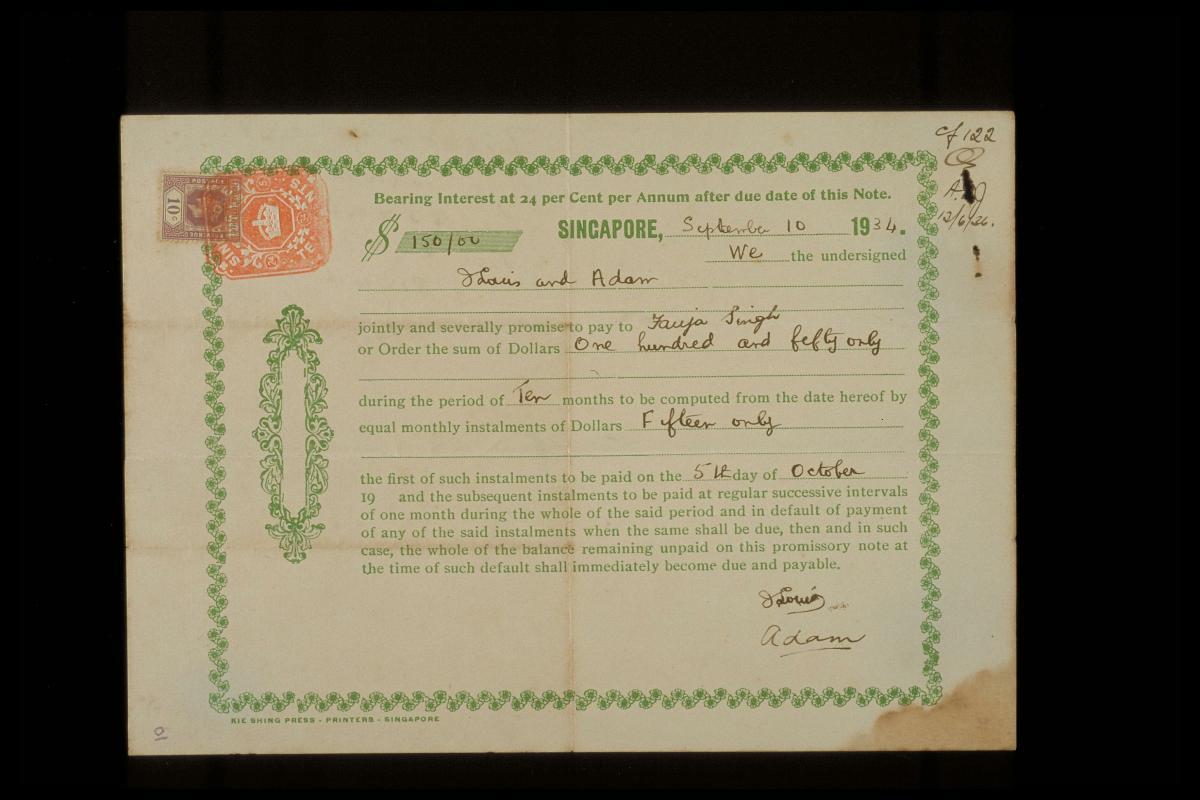 cf 122
Bearing Interest at 24 per Cent per Annum after due date of this Note.
10c
POSTAGE
REVENUE
$ 150/00 SINGAPORE, September 10 1934.
12/6/36.
We the undersigned
J Louis and Adam
jointly and severally promise to pay to Fauja Singh
or Order the sum of Dollars One hundred and fefty only
during the period of Ten months to be computed from the date hereof by
equal monthly instalments of Dollars Fifteen only
the first of such instalments to be paid on the 5th day of October
19 and the subsequent instalments to be paid at regular successive intervals
of one month during the whole of the said period and in default of payment
of any of the said instalments when the same shall be due, then and in such
case, the whole of the balance remaining unpaid on this promissory note at
the time of such default shall immediately become due and payable.
J Louis
Adam
KIE SHING PRESS - PRINTERS - SINGAPORE